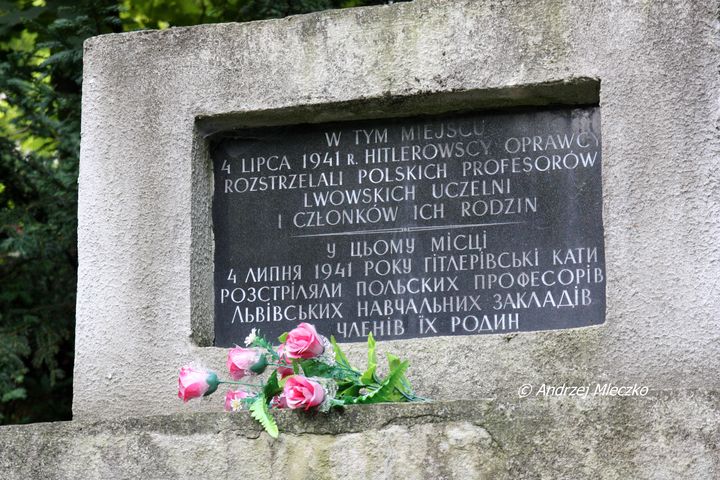 W TYM MIEJSCU
4 LIPCA 1941 R. HITLEROWSCY OPRAWCY
ROZSTRZELALI POLSKICH PROFESORÓW
LWOWSKICH UCZELNI
I CZŁONKÓW ICH RODZIN
У ЦЬОМУ МІСЦІ
4 ЛИПНЯ 1941 РОКУ ГІТЛЕРІВСЬКІ КАТИ
РОЗСТРІЛЯЛИ ПОЛЬСКИХ ПРОФЕСОРІВ
ЛЬВІВСЬКИХ НАВЧАЛЬНИХ ЗАКЛАДІВ
ЧЛЕНІВ ЇХ РОДИН
© Andrzej Mleczko